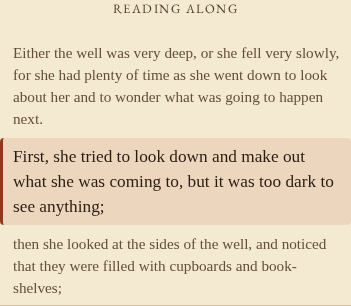 READING ALONG
Either the well was very deep, or she fell very slowly,
for she had plenty of time as she went down to look
about her and to wonder what was going to happen
next.
First, she tried to look down and make out
what she was coming to, but it was too dark to
see anything;
then she looked at the sides of the well, and noticed
that they were filled with cupboards and book-
shelves;